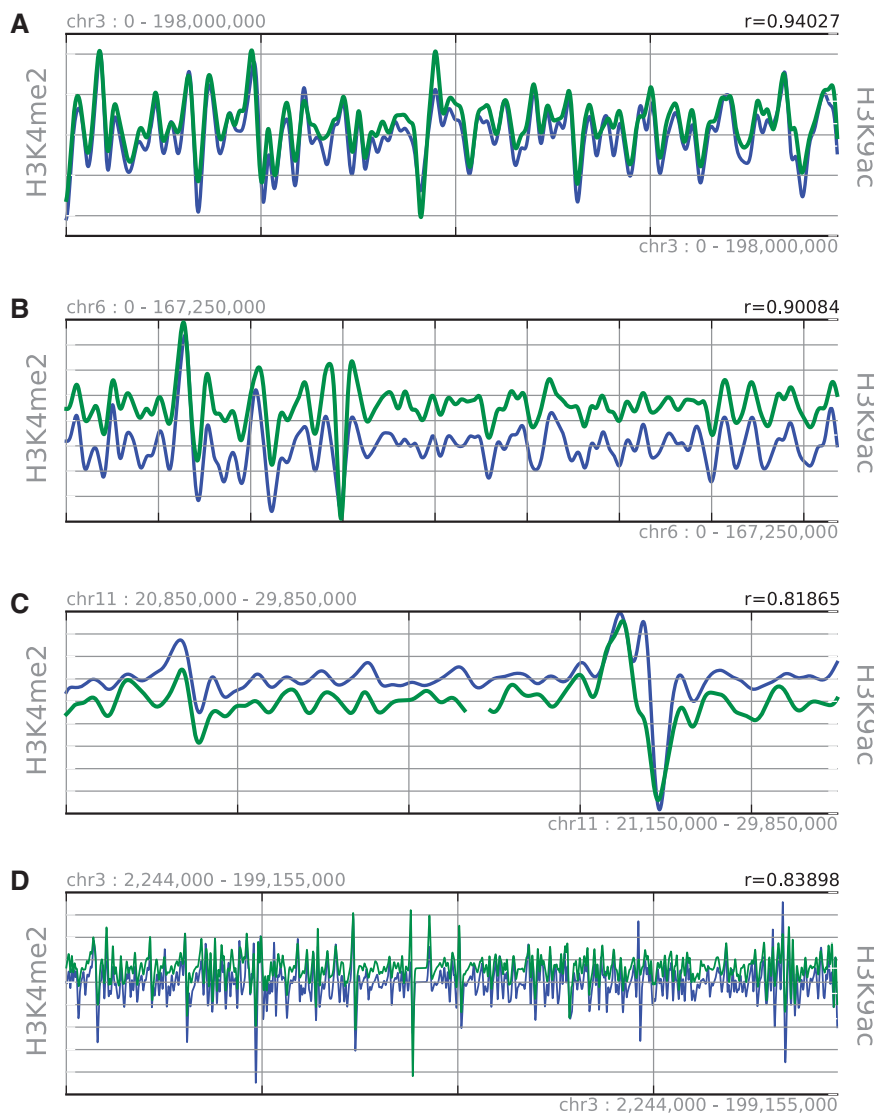 A
chr3 : 0 - 198,000,000
r=0.94027
H3K4me2
H3K9ac
chr3 : 0 - 198,000,000
B
chr6 : 0 - 167,250,000
r=0.90084
H3K4me2
H3K9ac
chr6 : 0 - 167,250,000
C
chr11 : 20,850,000 - 29,850,000
r=0.81865
H3K4me2
H3K9ac
chr11 : 21,150,000 - 29,850,000
D
chr3 : 2,244,000 - 199,155,000
r=0.83898
H3K4me2
H3K9ac
chr3 : 2,244,000 - 199,155,000